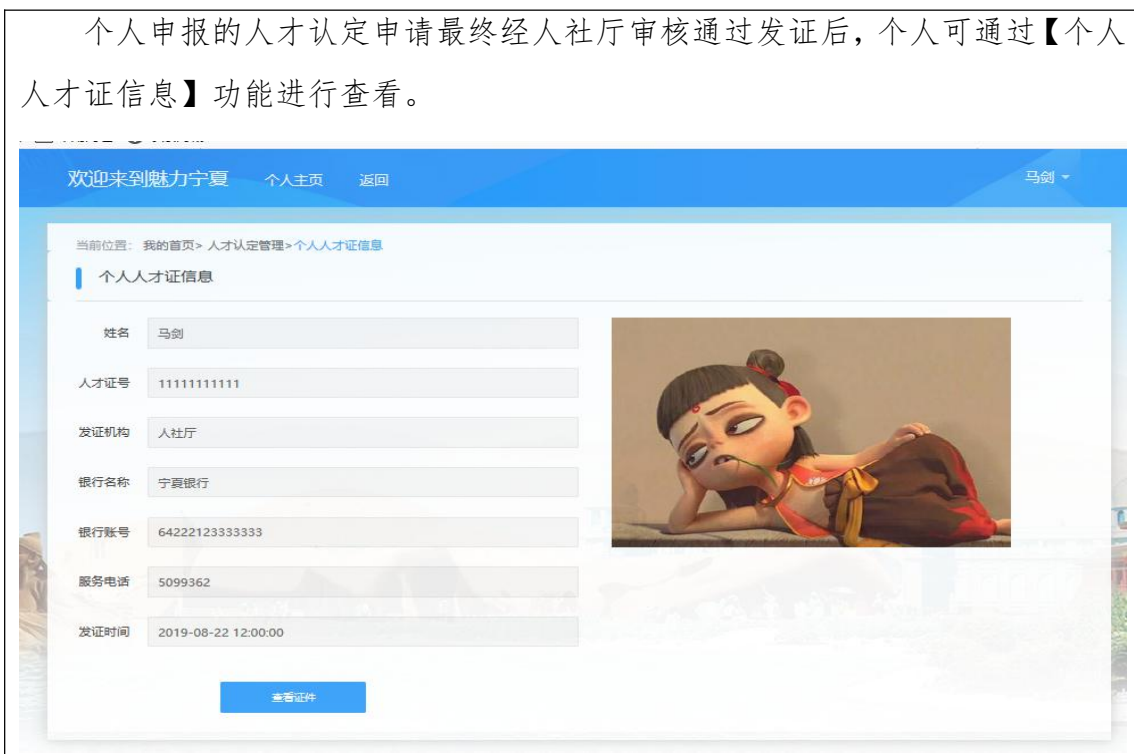 个人申报的人才认定申请最终经人社厅审核通过发证后，个人可通过【个人
人才证信息】功能进行查看。
欢迎来到魅力宁夏 个人主页 返回 马剑
当前位置： 我的首页> 人才认定管理>个人人才证信息
个人人才证信息
姓名 马剑
人才证号 11111111111
发证机构 人社厅
银行名称 宁夏银行
银行账号 64222123333333
服务电话 5099362
发证时间 2019-08-22 12:00:00
查看证件